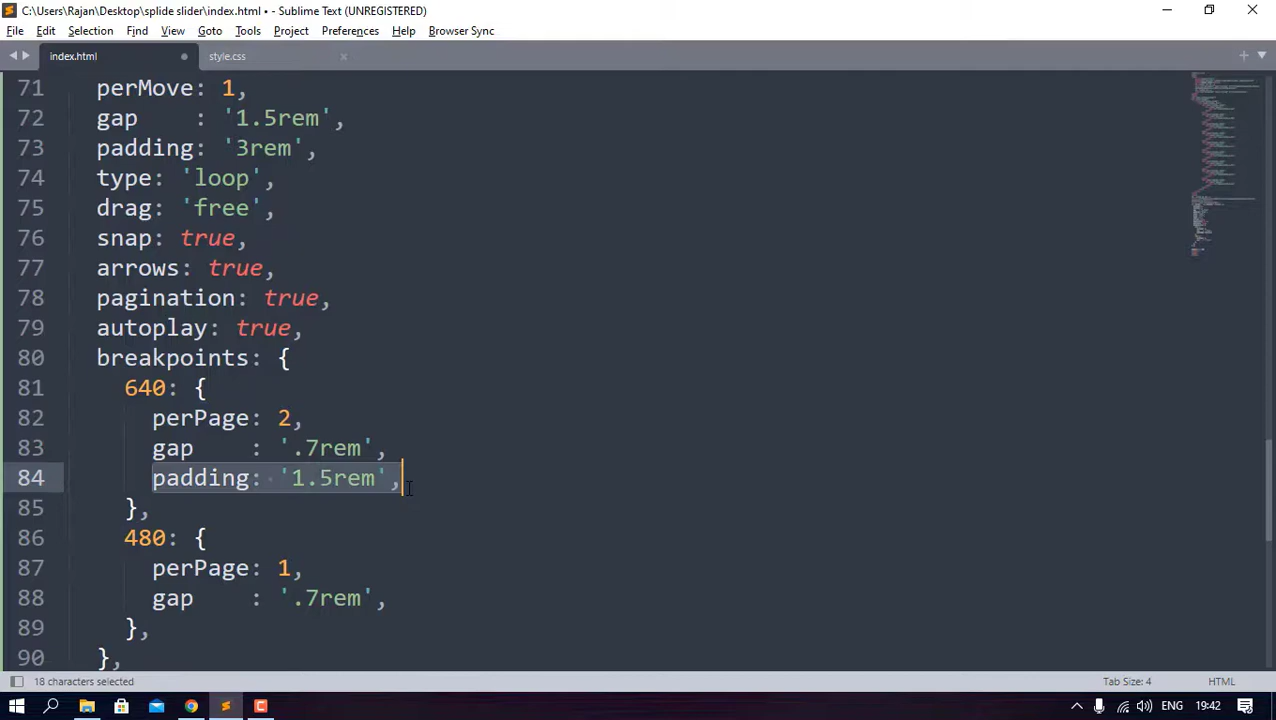 C:\Users\Rajan\Desktop\splide slider\index.html • - Sublime Text (UNREGISTERED)
File Edit Selection Find View Goto Tools Project Preferences Help Browser Sync
index.html style.css
71 perMove: 1,
72 gap    : '1.5rem',
73 padding: '3rem',
74 type: 'loop',
75 drag: 'free',
76 snap: true,
77 arrows: true,
78 pagination: true,
79 autoplay: true,
80 breakpoints: {
81 640: {
82 perPage: 2,
83 gap    : '.7rem',
84 padding: '1.5rem',
85 },
86 480: {
87 perPage: 1,
88 gap    : '.7rem',
89 },
90 },
18 characters selected Tab Size: 4 HTML
ENG 19:42